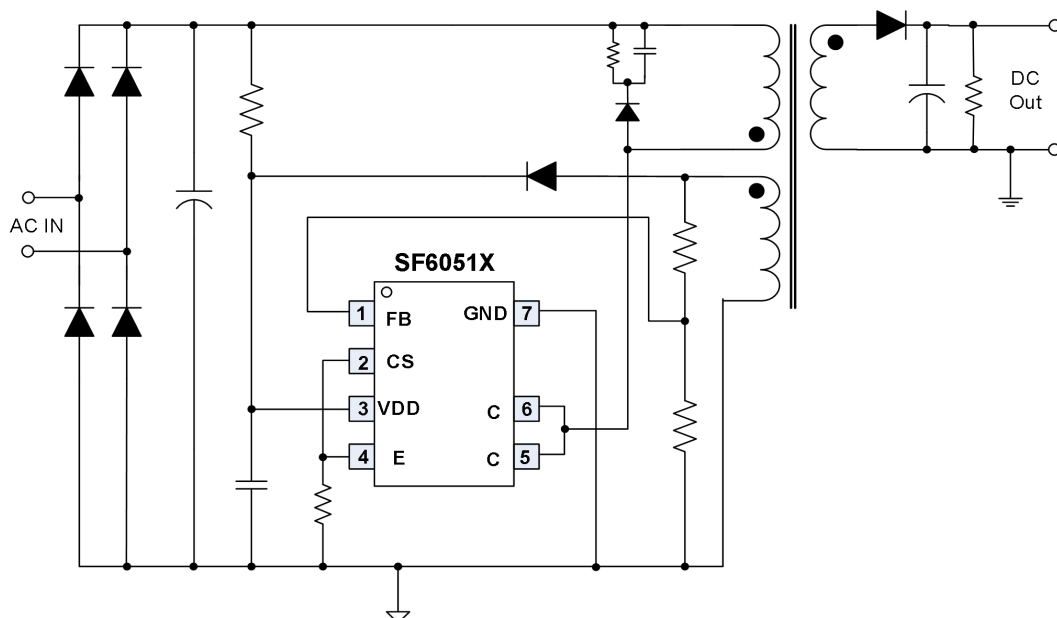 DC
Out
AC IN
SF6051X
1 FB GND 7
2 CS
3 VDD C 6
4 E C 5